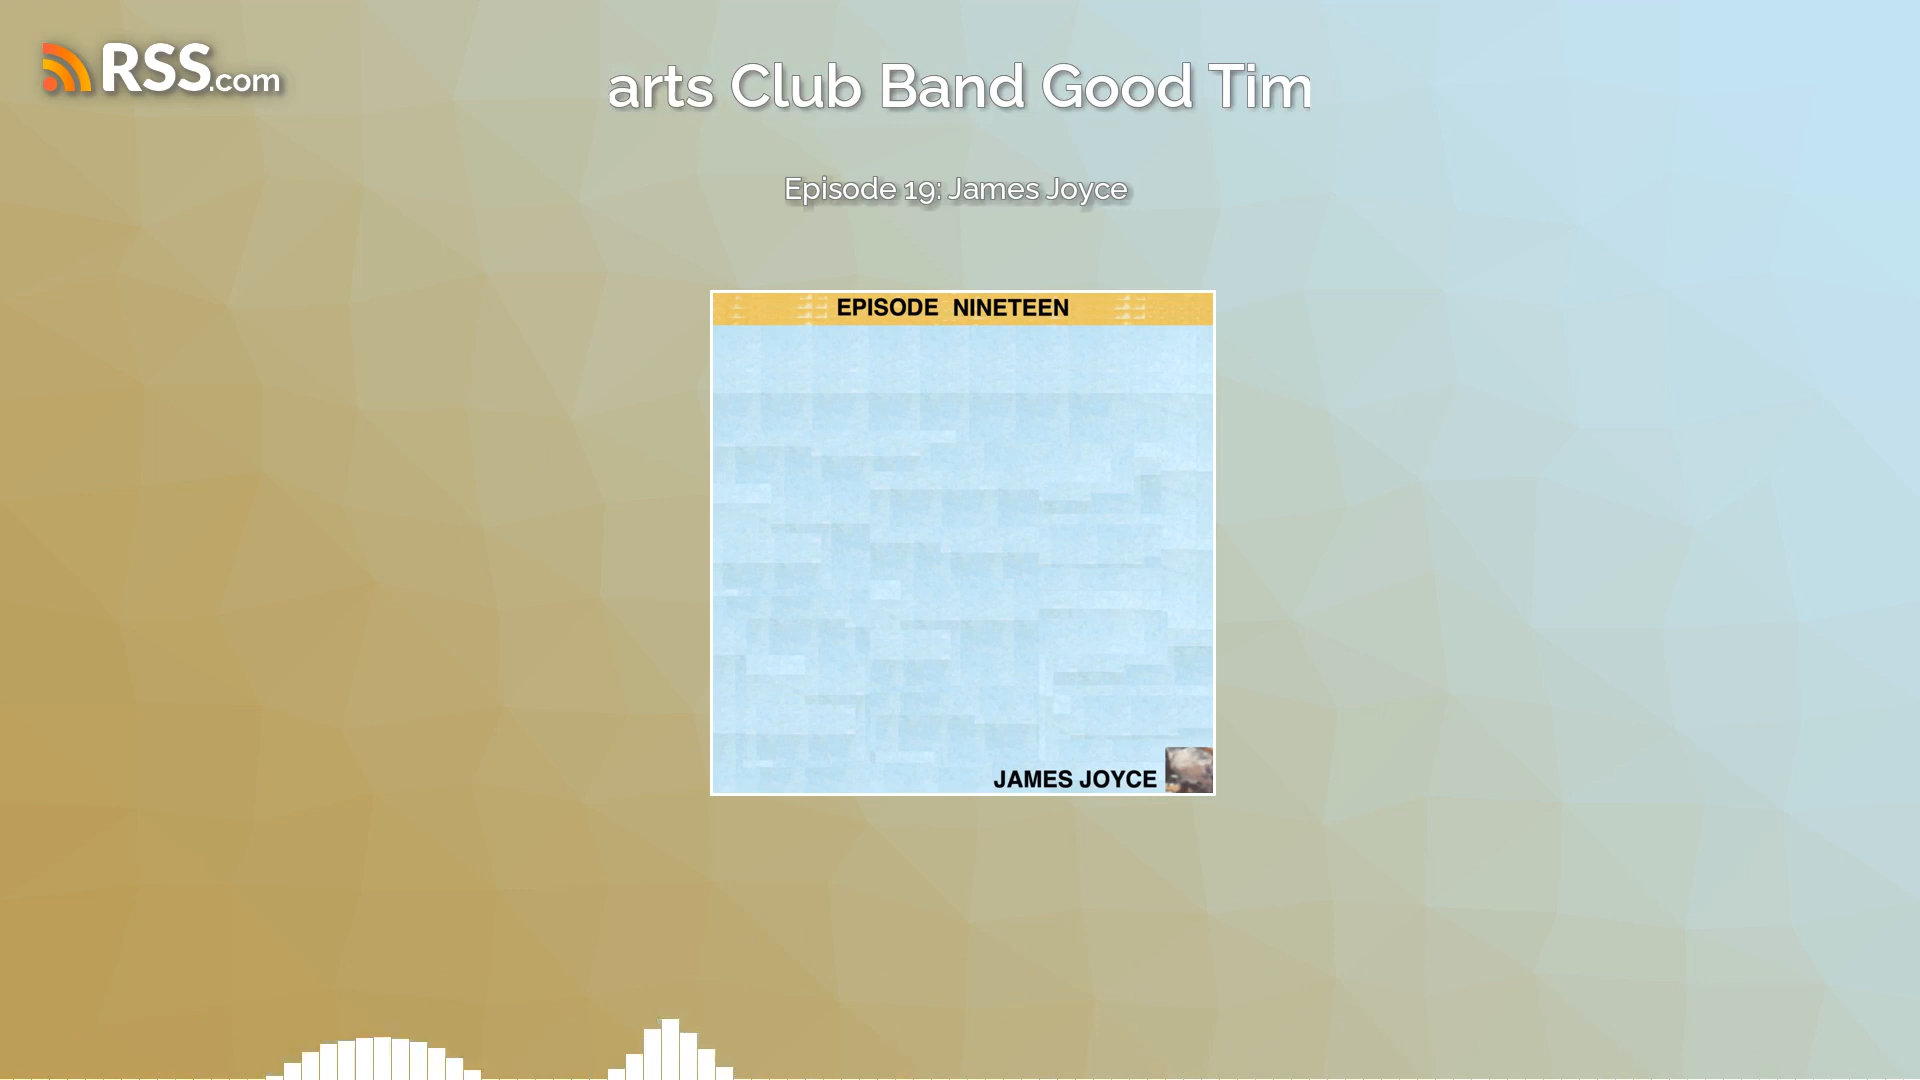 RSS.com
arts Club Band Good Tim
Episode 19: James Joyce
EPISODE NINETEEN
JAMES JOYCE